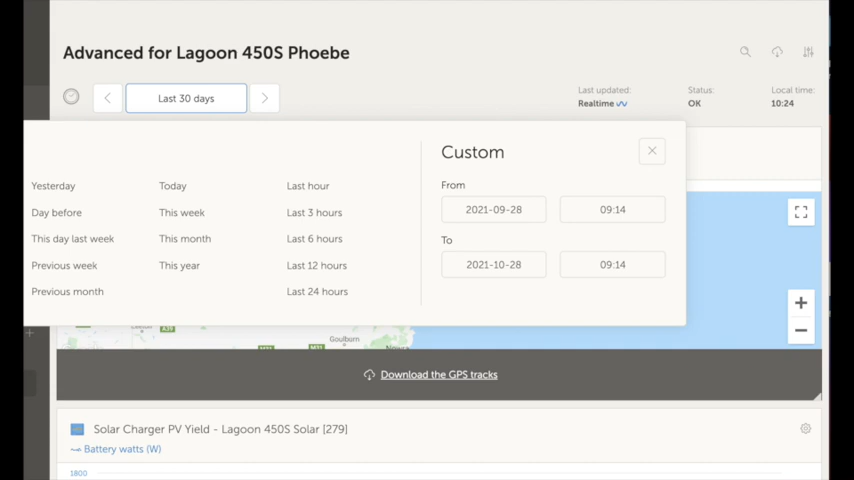 Advanced for Lagoon 450S Phoebe
Last 30 days
Last updated:
Realtime
Status:
OK
Local time:
10:24
Yesterday
Day before
This day last week
Previous week
Previous month
Today
This week
This month
This year
Last hour
Last 3 hours
Last 6 hours
Last 12 hours
Last 24 hours
Custom
From
2021-09-28 09:14
To
2021-10-28 09:14
Goulburn
Download the GPS tracks
Solar Charger PV Yield - Lagoon 450S Solar [279]
Battery watts (W)
1800